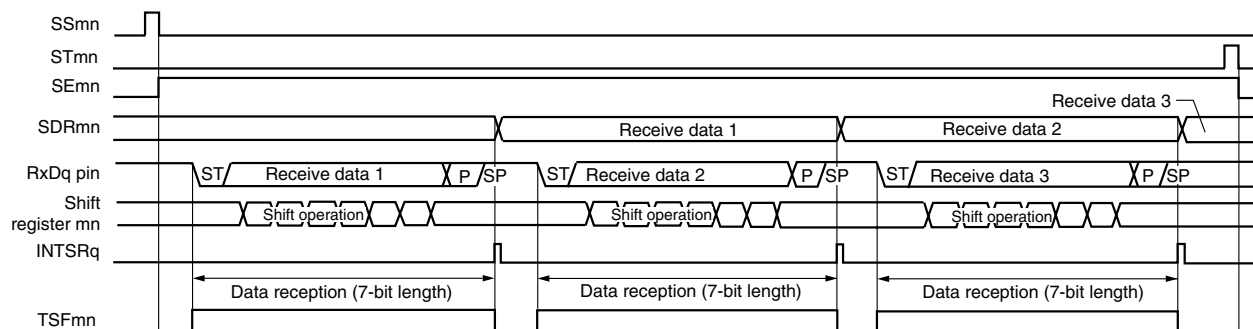 SSmn
STmn
SEmn
Receive data 3
SDRmn
Receive data 1
Receive data 2
RxDq pin
ST
Receive data 1
P
SP
ST
Receive data 2
P
SP
ST
Receive data 3
P
SP
Shift
register mn
Shift operation
Shift operation
Shift operation
INTSRq
Data reception (7-bit length)
Data reception (7-bit length)
Data reception (7-bit length)
TSFmn